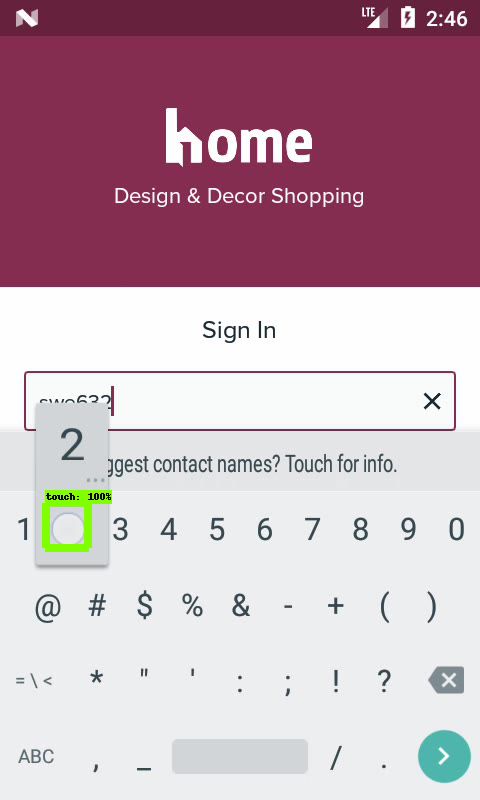 LTE 2:46
home
Design & Decor Shopping
Sign In
swe632
2
contact names? Touch for info.
touch: 100%
1 3 4 5 6 7 8 9 0
@ # $ % & - + ( )
= \ < * " ' : ; ! ?
ABC , _ / .